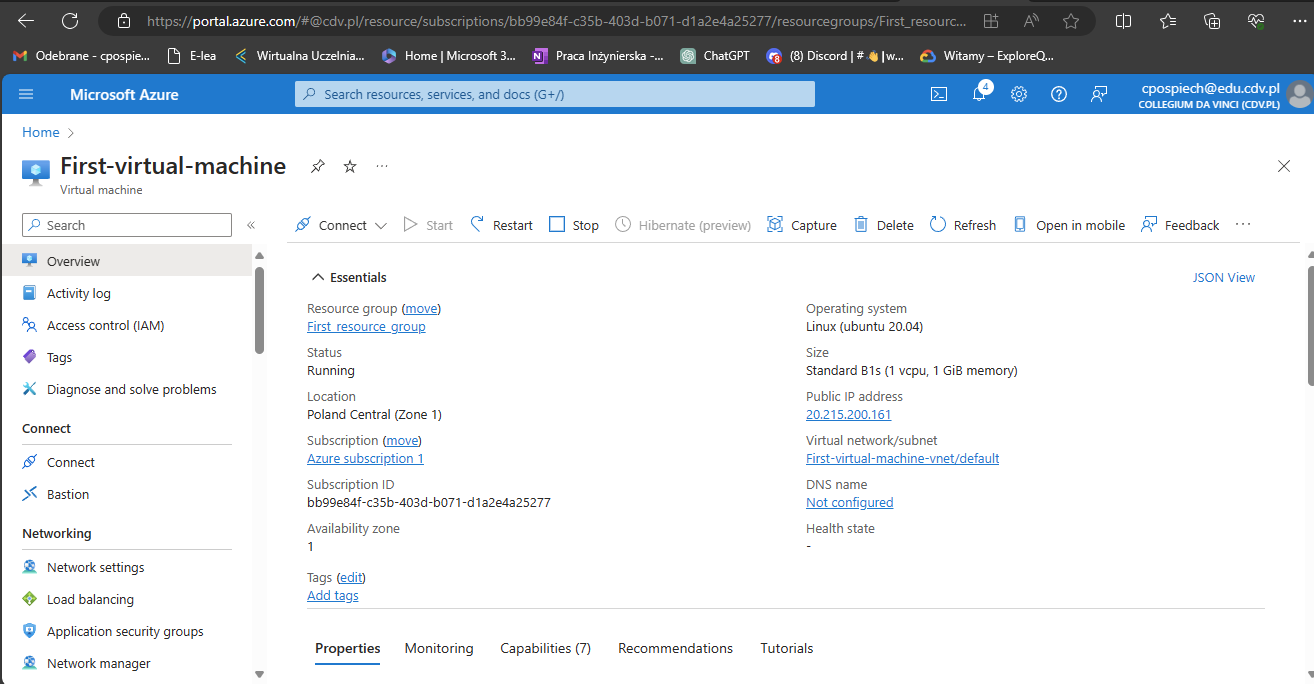 https://portal.azure.com/#@cdv.pl/resource/subscriptions/bb99e84f-c35b-403d-b071-d1a2e4a25277/resourcegroups/First_resourc...
Odebrane - cpospie...
E-lea
Wirtualna Uczelnia...
Home | Microsoft 3...
Praca Inżynierska -...
ChatGPT
(8) Discord | # 👋 |w...
Witamy – ExploreQ...
Microsoft Azure
Search resources, services, and docs (G+/)
4
cpospiech@edu.cdv.pl
COLLEGIUM DA VINCI (CDV.PL)
Home >
First-virtual-machine
...
Virtual machine
Search
«
Connect
Start
Restart
Stop
Hibernate (preview)
Capture
Delete
Refresh
Open in mobile
Feedback
...
Overview
Activity log
Access control (IAM)
Tags
Diagnose and solve problems
Connect
Connect
Bastion
Networking
Network settings
Load balancing
Application security groups
Network manager
Essentials
JSON View
Resource group (move)
First_resource_group
Status
Running
Location
Poland Central (Zone 1)
Subscription (move)
Azure subscription 1
Subscription ID
bb99e84f-c35b-403d-b071-d1a2e4a25277
Availability zone
1
Operating system
Linux (ubuntu 20.04)
Size
Standard B1s (1 vcpu, 1 GiB memory)
Public IP address
20.215.200.161
Virtual network/subnet
First-virtual-machine-vnet/default
DNS name
Not configured
Health state
-
Tags (edit)
Add tags
Properties
Monitoring
Capabilities (7)
Recommendations
Tutorials